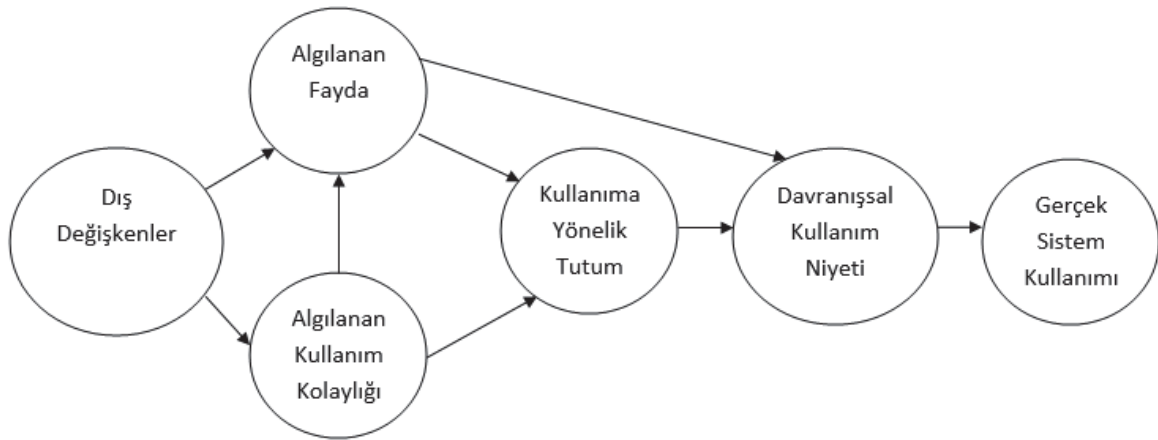 Algılanan
Fayda
Dış
Değişkenler
Algılanan
Kullanım
Kolaylığı
Kullanıma
Yönelik
Tutum
Davranışsal
Kullanım
Niyeti
Gerçek
Sistem
Kullanımı